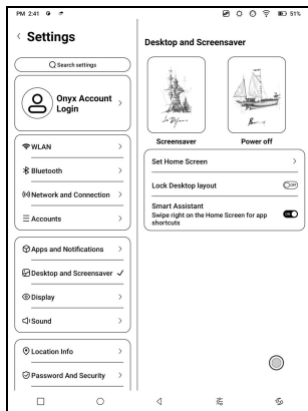 PM 2:41
51%
Settings
Search settings
Onyx Account
Login
WLAN
Bluetooth
Network and Connection
Accounts
Apps and Notifications
Desktop and Screensaver
Display
Sound
Location Info
Password And Security
Desktop and Screensaver
Screensaver
Power off
Set Home Screen
Lock Desktop layout
OFF
Smart Assistant
ON
Swipe right on the Home Screen for app
shortcuts